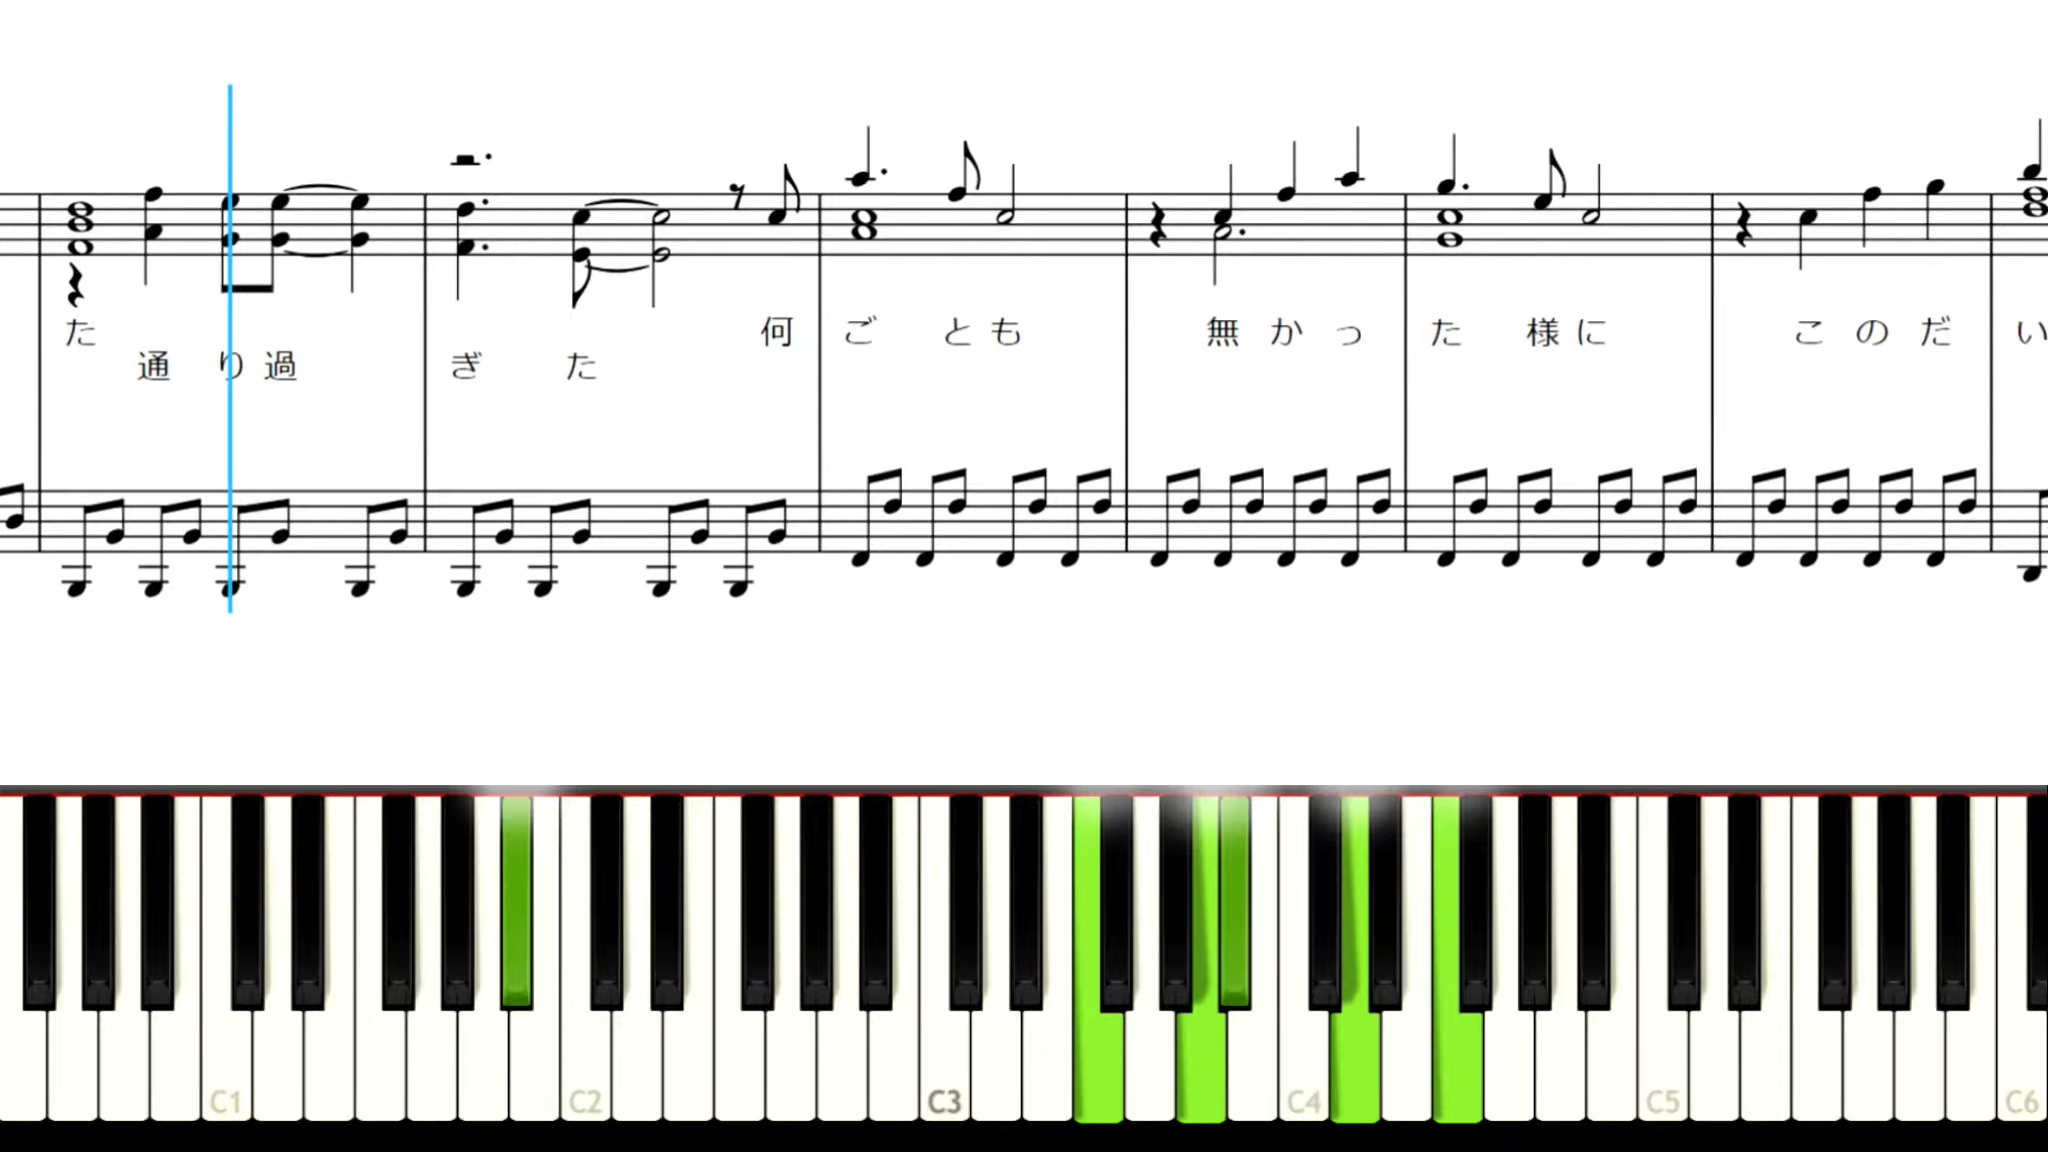 た 何 ご と も 無 か っ た 様 に こ の だ い
通 り 過 ぎ た
C1 C2 C3 C4 C5 C6